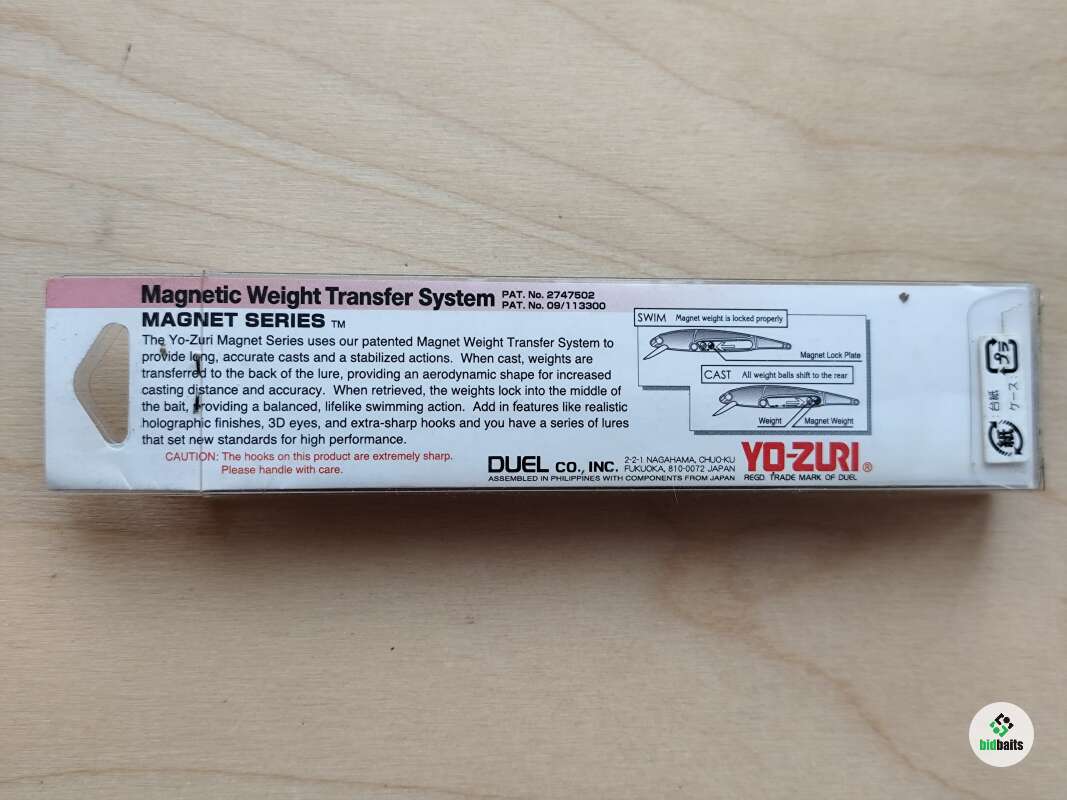 Magnetic Weight Transfer System PAT. No. 2747502
PAT. No. 09/113300
MAGNET SERIES TM
The Yo-Zuri Magnet Series uses our patented Magnet Weight Transfer System to
provide long, accurate casts and a stabilized actions. When cast, weights are
transferred to the back of the lure, providing an aerodynamic shape for increased
casting distance and accuracy. When retrieved, the weights lock into the middle of
the bait, providing a balanced, lifelike swimming action. Add in features like realistic
holographic finishes, 3D eyes, and extra-sharp hooks and you have a series of lures
that set new standards for high performance.
CAUTION: The hooks on this product are extremely sharp.
Please handle with care.
SWIM Magnet weight is locked properly
Magnet Lock Plate
CAST All weight balls shift to the rear
Weight Magnet Weight
DUEL CO., INC. 2-2-1 NAGAHAMA, CHUO-KU
FUKUOKA, 810-0072 JAPAN
ASSEMBLED IN PHILIPPINES WITH COMPONENTS FROM JAPAN
YO-ZURI®
REGD. TRADE MARK OF DUEL
プラ
:台紙
ケース
紙
bidbaits